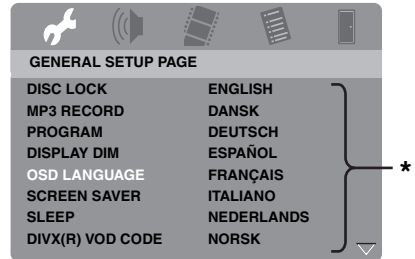 GENERAL SETUP PAGE
DISC LOCK ENGLISH
MP3 RECORD DANSK
PROGRAM DEUTSCH
DISPLAY DIM ESPAÑOL
OSD LANGUAGE FRANÇAIS
SCREEN SAVER ITALIANO
SLEEP NEDERLANDS
DIVX(R) VOD CODE NORSK
*